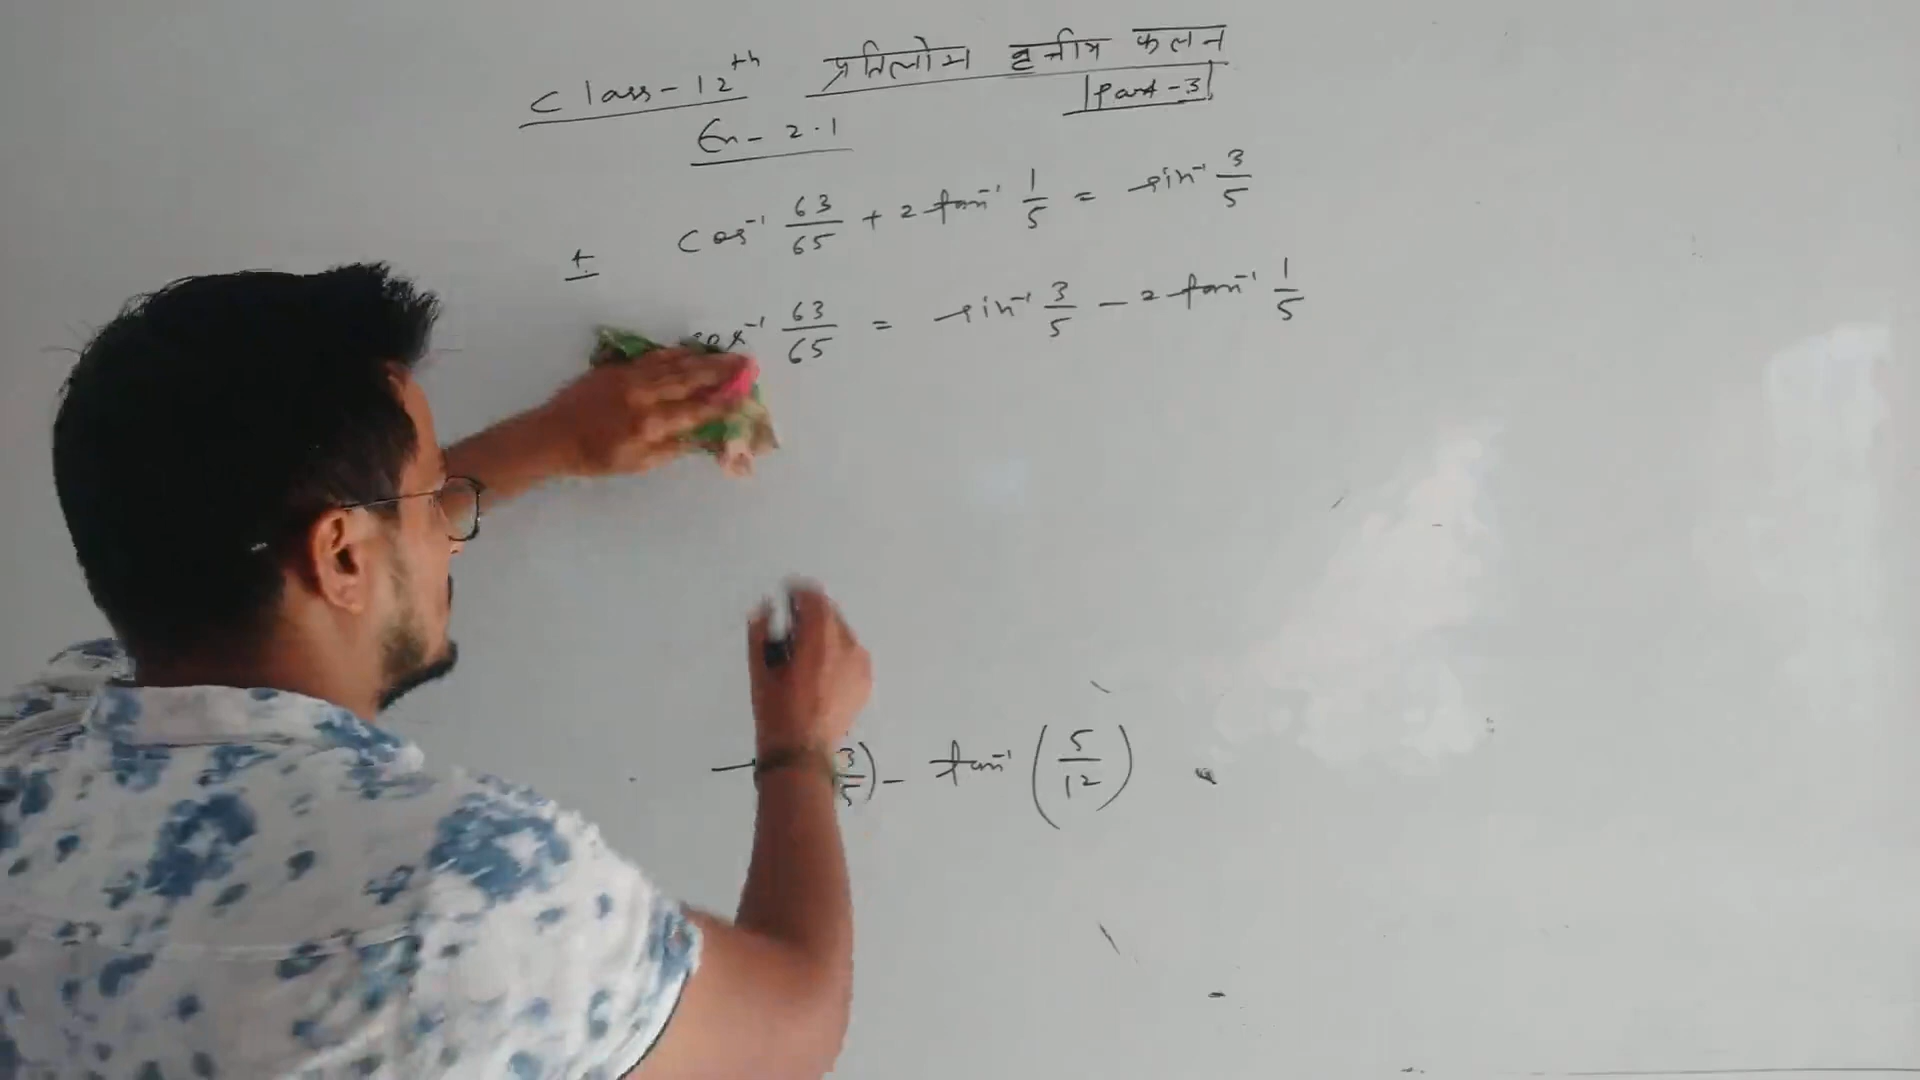 Class-12th प्रतिलोम वृत्तीय फलन
Part-3
Ex-2.1
cos⁻¹ 63/65 + 2 tan⁻¹ 1/5 = sin⁻¹ 3/5
cos⁻¹ 63/65 = sin⁻¹ 3/5 - 2 tan⁻¹ 1/5
3/5) - tan⁻¹ (5/12)